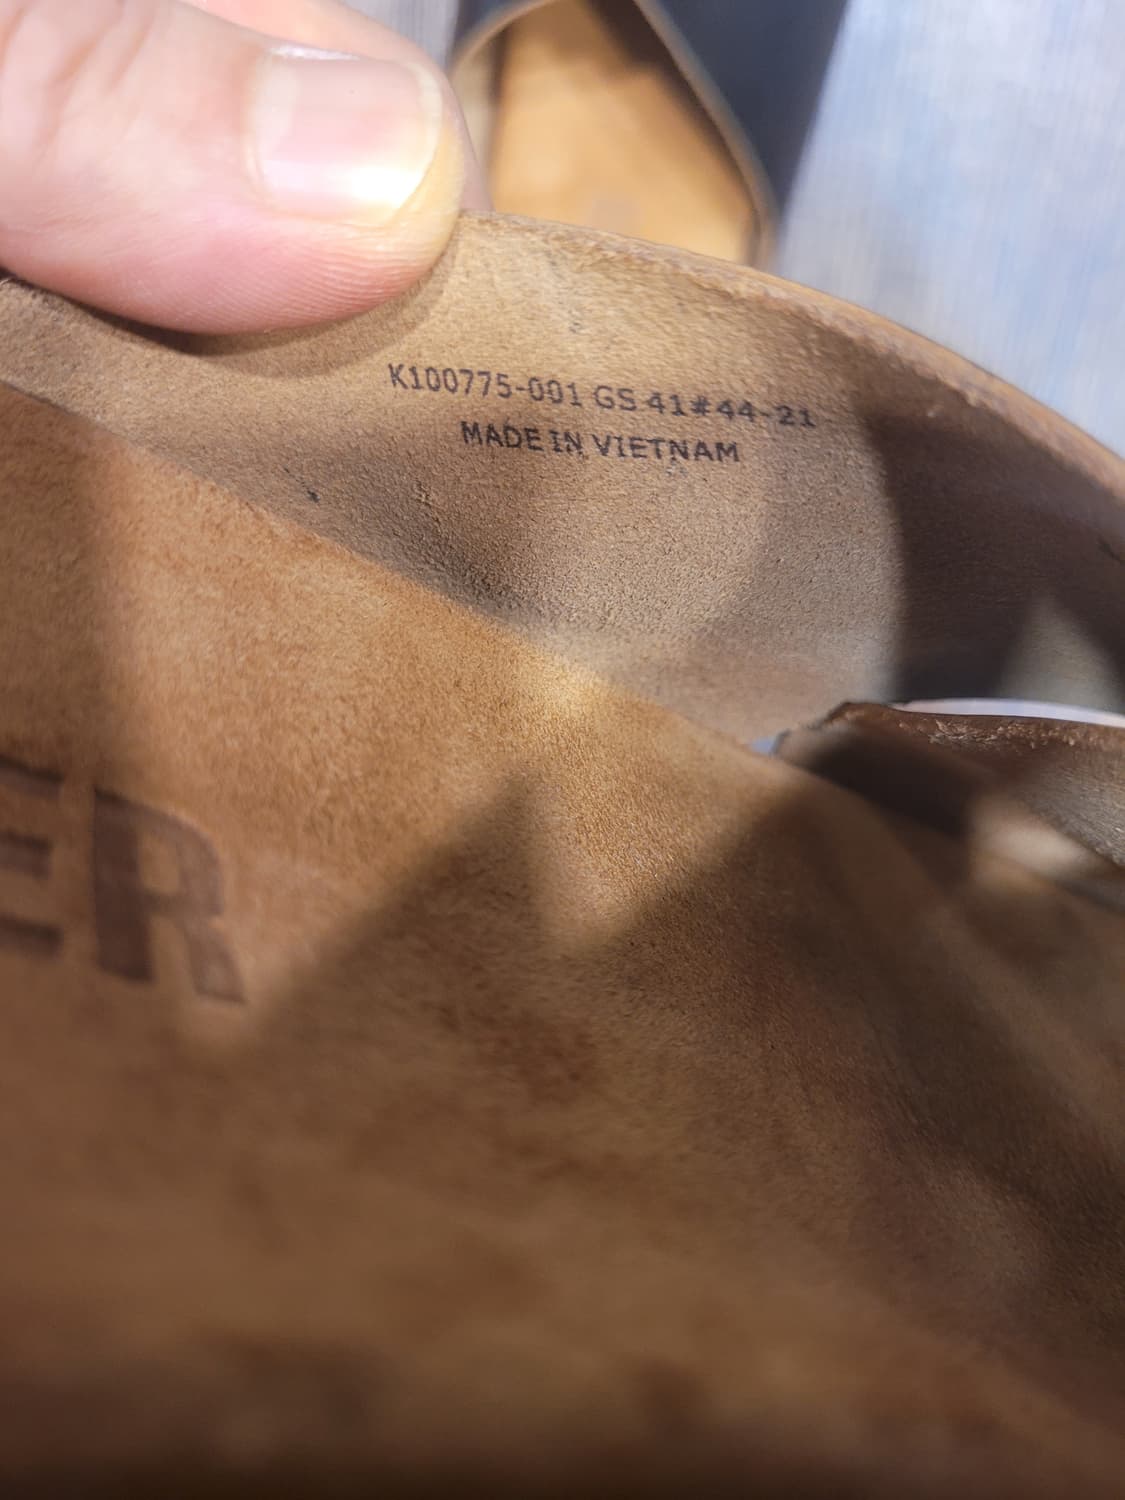 K100775-001 GS 41#44-21
MADE IN VIETNAM
ER